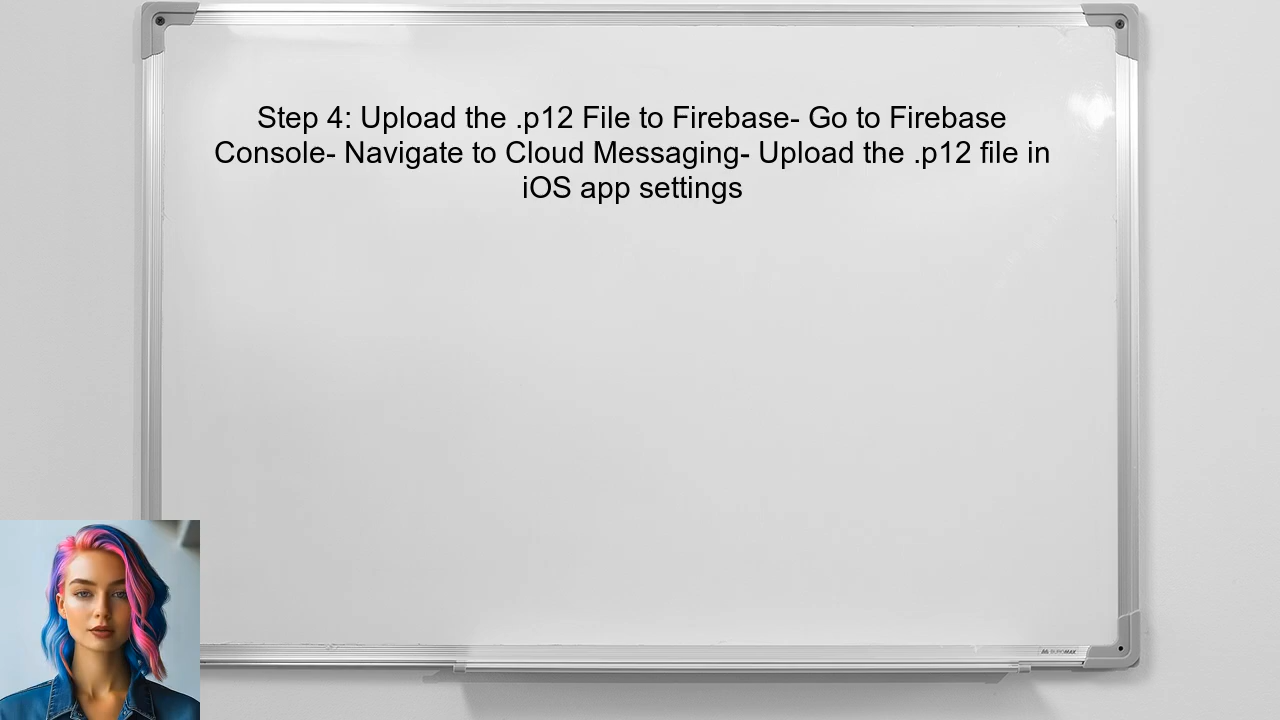 Step 4: Upload the .p12 File to Firebase- Go to Firebase
Console- Navigate to Cloud Messaging- Upload the .p12 file in
iOS app settings
BUROMAX